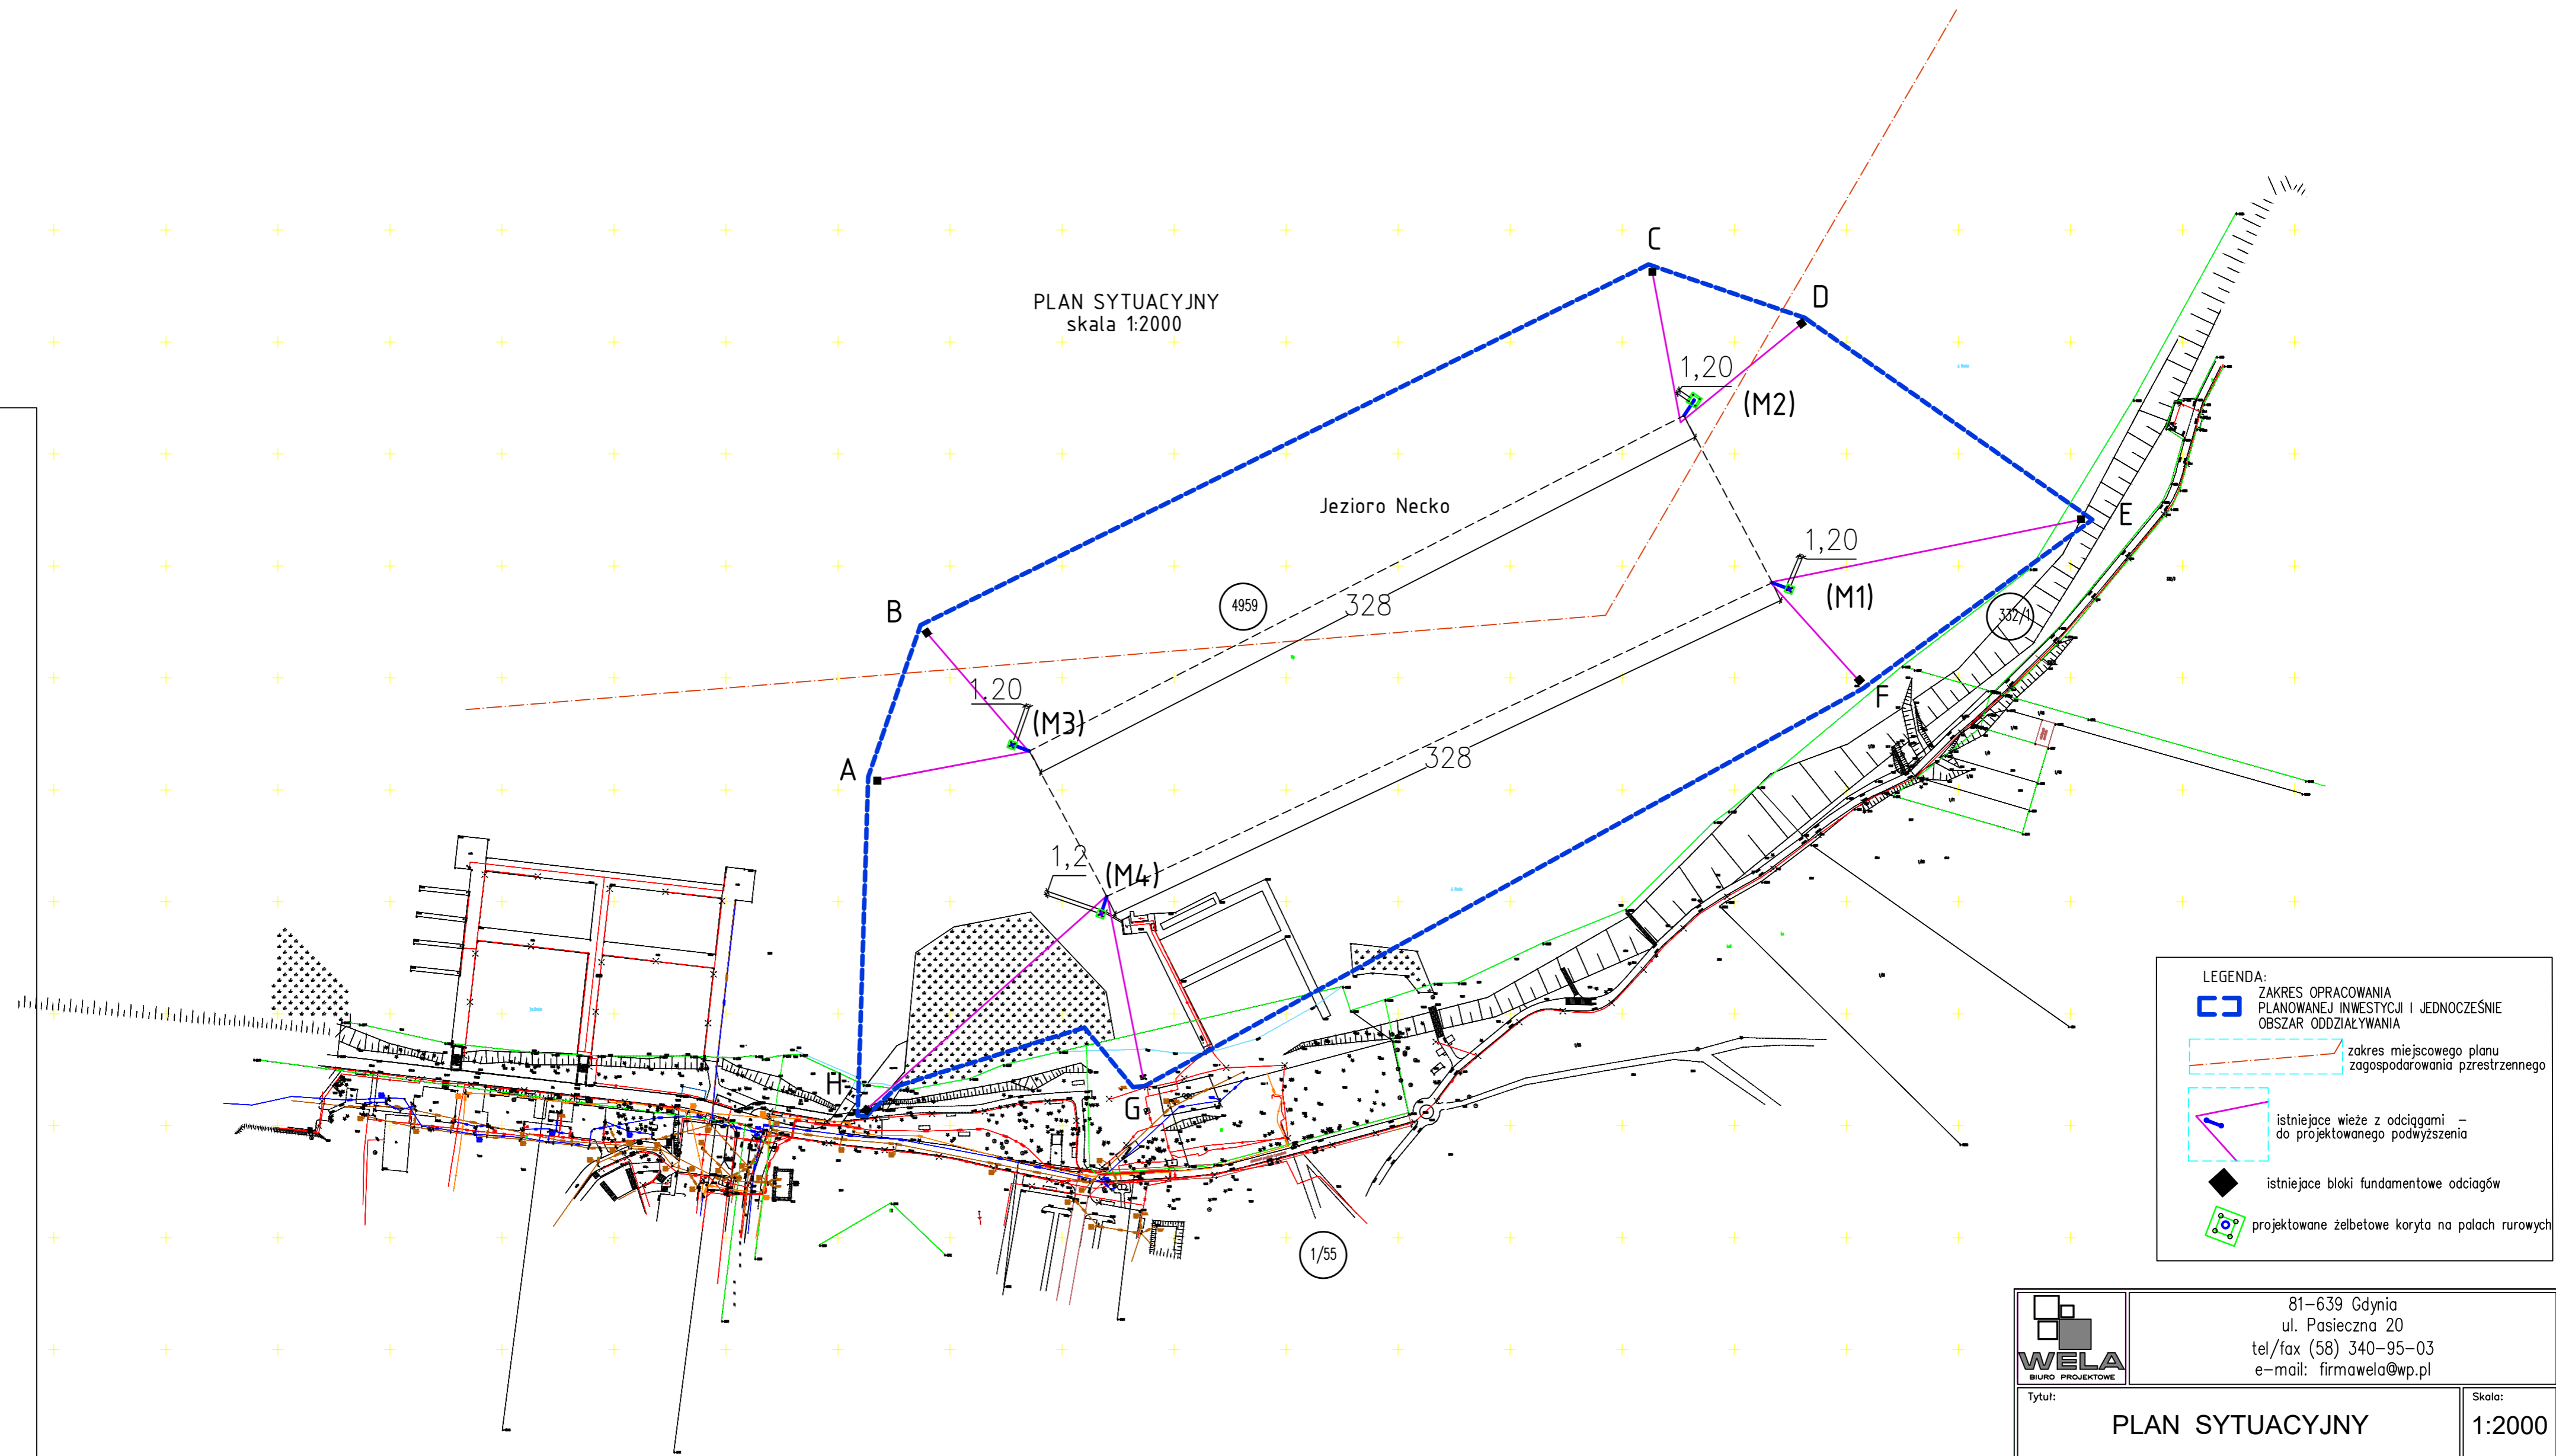 PLAN SYTUACYJNY
skala 1:2000
C
D
1,20
(M2)
Jezioro Necko
E
1,20
(M1)
332/1
B
4959
328
1.20
(M3)
F
A
328
1,2
(M4)
H
G
1/55
LEGENDA:
ZAKRES OPRACOWANIA
PLANOWANEJ INWESTYCJI I JEDNOCZEŚNIE
OBSZAR ODDZIAŁYWANIA
zakres miejscowego planu
zagospodarowania pzrestrzennego
istniejace wieże z odciągami –
do projektowanego podwyższenia
istniejace bloki fundamentowe odciagów
projektowane żelbetowe koryta na palach rurowych
WELA
BIURO PROJEKTOWE
81-639 Gdynia
ul. Pasieczna 20
tel/fax (58) 340-95-03
e-mail: firmawela@wp.pl
Tytuł:
PLAN SYTUACYJNY
Skala:
1:2000